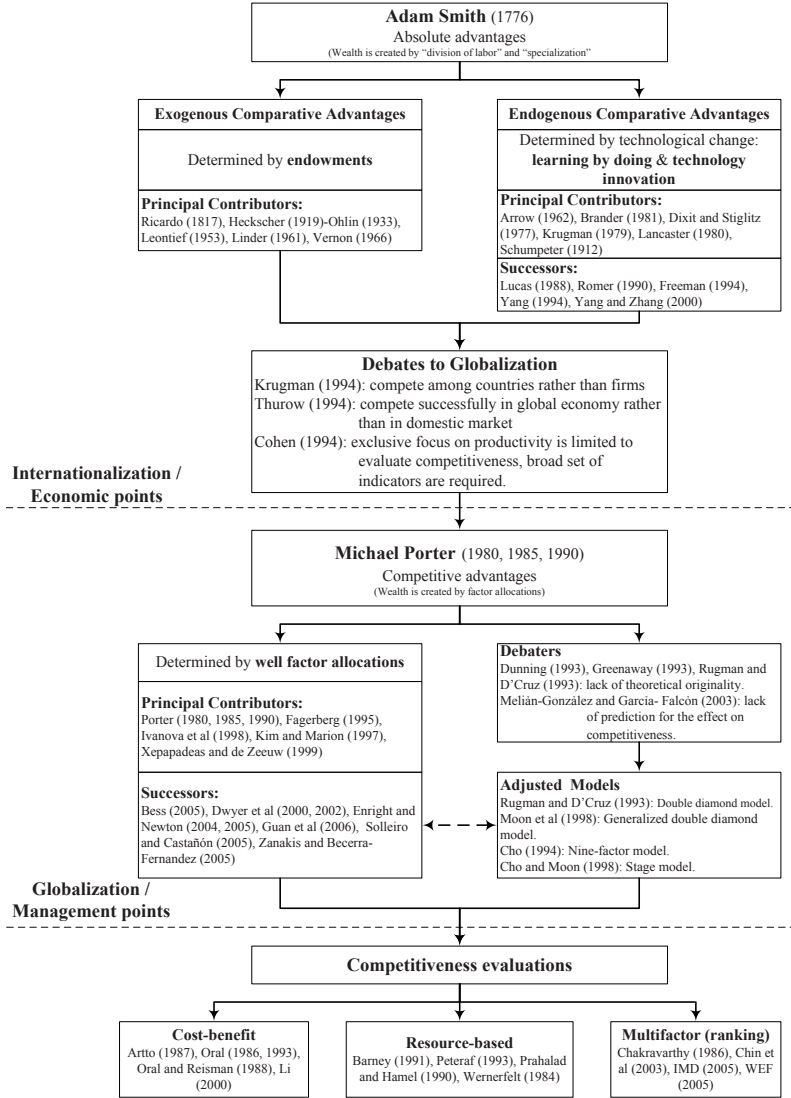 Adam Smith (1776)
Absolute advantages
(Wealth is created by “division of labor” and “specialization”
Exogenous Comparative Advantages
Determined by endowments
Principal Contributors:
Ricardo (1817), Heckscher (1919)-Ohlin (1933),
Leontief (1953), Linder (1961), Vernon (1966)
Endogenous Comparative Advantages
Determined by technological change:
learning by doing & technology
innovation
Principal Contributors:
Arrow (1962), Brander (1981), Dixit and Stiglitz
(1977), Krugman (1979), Lancaster (1980),
Schumpeter (1912)
Successors:
Lucas (1988), Romer (1990), Freeman (1994),
Yang (1994), Yang and Zhang (2000)
Debates to Globalization
Krugman (1994): compete among countries rather than firms
Thurow (1994): compete successfully in global economy rather
than in domestic market
Cohen (1994): exclusive focus on productivity is limited to
evaluate competitiveness, broad set of
indicators are required.
Internationalization /
Economic points
Michael Porter (1980, 1985, 1990)
Competitive advantages
(Wealth is created by factor allocations)
Determined by well factor allocations
Principal Contributors:
Porter (1980, 1985, 1990), Fagerberg (1995),
Ivanova et al (1998), Kim and Marion (1997),
Xepapadeas and de Zeeuw (1999)
Successors:
Bess (2005), Dwyer et al (2000, 2002), Enright and
Newton (2004, 2005), Guan et al (2006), Solleiro
and Castañón (2005), Zanakis and Becerra-
Fernandez (2005)
Debaters
Dunning (1993), Greenaway (1993), Rugman and
D’Cruz (1993): lack of theoretical originality.
Melián-González and García- Falcón (2003): lack
of prediction for the effect on
competitiveness.
Adjusted Models
Rugman and D’Cruz (1993): Double diamond model.
Moon et al (1998): Generalized double diamond
model.
Cho (1994): Nine-factor model.
Cho and Moon (1998): Stage model.
Globalization /
Management points
Competitiveness evaluations
Cost-benefit
Artto (1987), Oral (1986, 1993),
Oral and Reisman (1988), Li
(2000)
Resource-based
Barney (1991), Peteraf (1993), Prahalad
and Hamel (1990), Wernerfelt (1984)
Multifactor (ranking)
Chakravarthy (1986), Chin et
al (2003), IMD (2005), WEF
(2005)